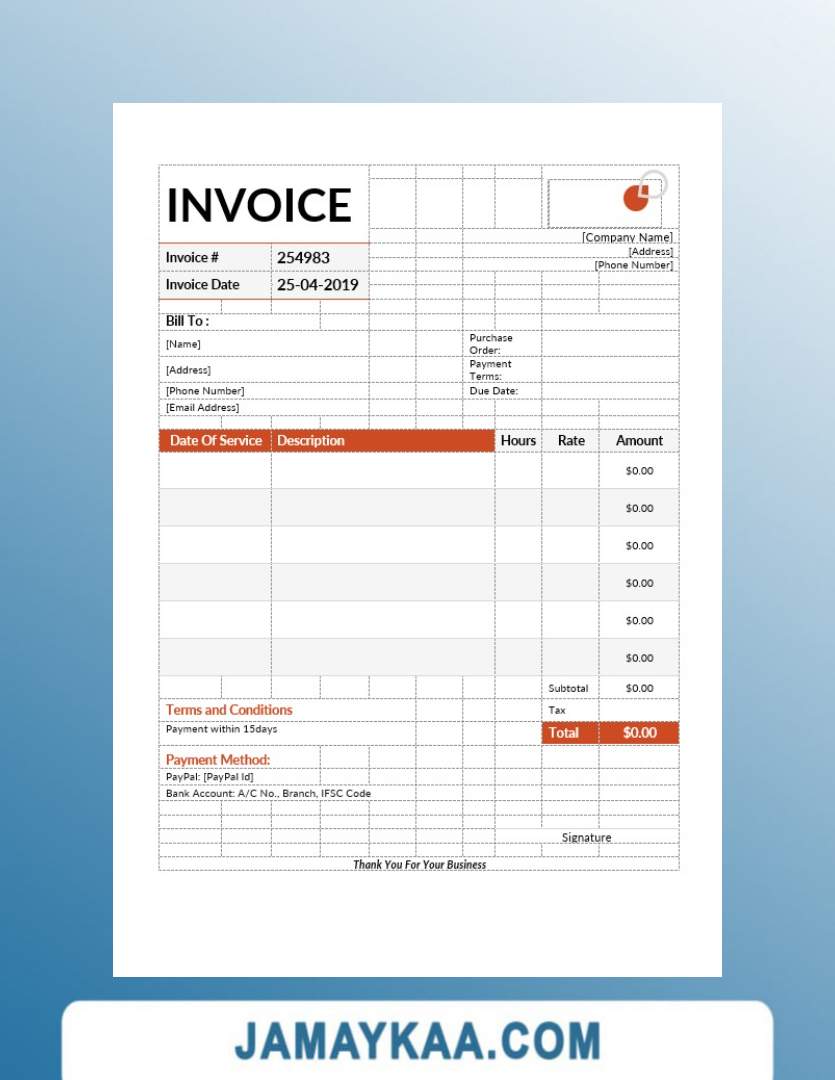 INVOICE
[Company Name]
[Address]
[Phone Number]
Invoice # 254983
Invoice Date 25-04-2019
Bill To :
[Name]
[Address]
[Phone Number]
[Email Address]
Purchase
Order:
Payment
Terms:
Due Date:
Date Of Service Description Hours Rate Amount
$0.00
$0.00
$0.00
$0.00
$0.00
$0.00
Subtotal $0.00
Terms and Conditions Tax
Payment within 15days
Total $0.00
Payment Method:
PayPal: [PayPal Id]
Bank Account: A/C No., Branch, IFSC Code
Signature
Thank You For Your Business
JAMAYKAA.COM